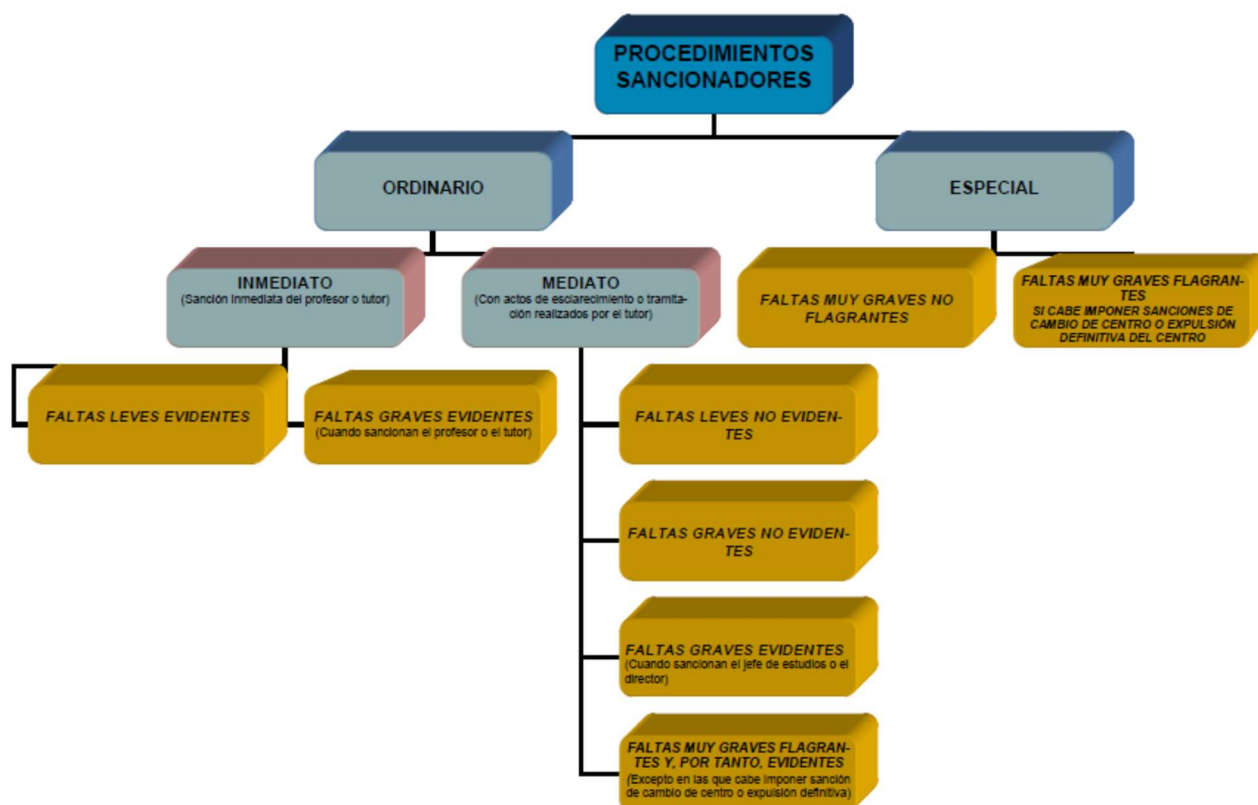 PROCEDIMIENTOS
SANCIONADORES
ORDINARIO
ESPECIAL
INMEDIATO
(Sanción inmediata del profesor o tutor)
MEDIATO
(Con actos de esclarecimiento o tramita-
ción realizados por el tutor)
FALTAS MUY GRAVES NO
FLAGRANTES
FALTAS MUY GRAVES FLAGRAN-
TES
SI CABE IMPONER SANCIONES DE
CAMBIO DE CENTRO O EXPULSIÓN
DEFINITIVA DEL CENTRO
FALTAS LEVES EVIDENTES
FALTAS GRAVES EVIDENTES
(Cuando sancionan el profesor o el tutor)
FALTAS LEVES NO EVIDEN-
TES
FALTAS GRAVES NO EVIDEN-
TES
FALTAS GRAVES EVIDENTES
(Cuando sancionan el jefe de estudios o el
director)
FALTAS MUY GRAVES FLAGRAN-
TES Y, POR TANTO, EVIDENTES
(Excepto en las que cabe imponer sanción
de cambio de centro o expulsión definitiva)